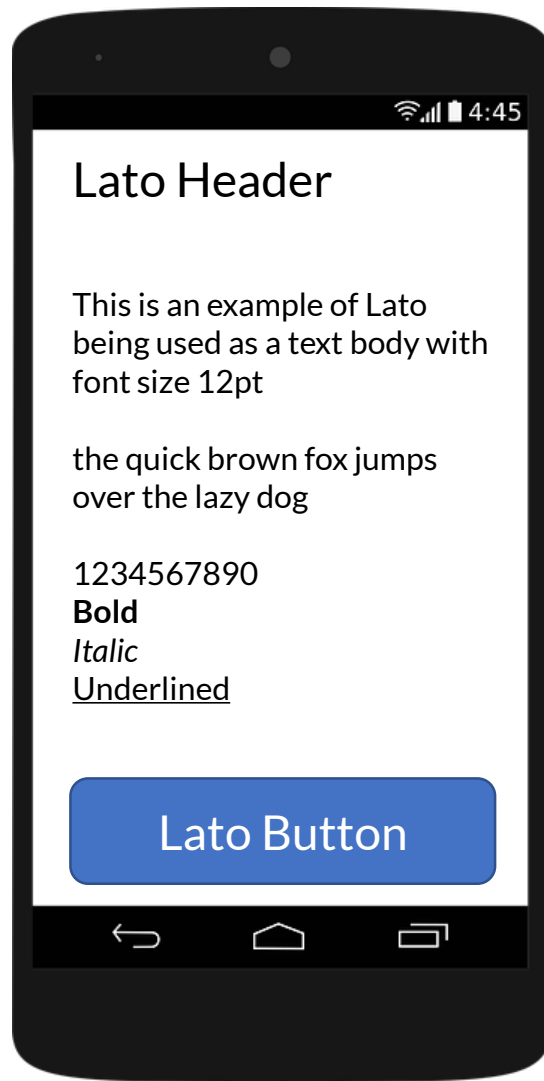 4:45
Lato Header
This is an example of Lato
being used as a text body with
font size 12pt
the quick brown fox jumps
over the lazy dog
1234567890
Bold
Italic
Underlined
Lato Button